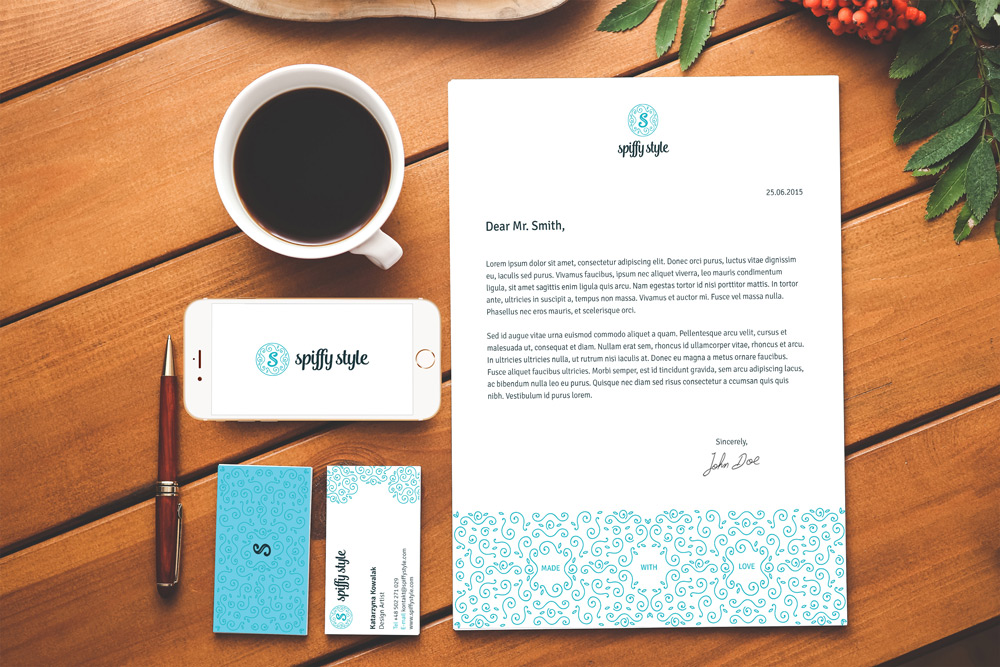 S
spiffy style
25.06.2015
Dear Mr. Smith,
Lorem ipsum dolor sit amet, consectetur adipiscing elit. Donec orci purus, luctus vitae dignissim
eu, iaculis sed purus. Vivamus faucibus, ipsum nec aliquet viverra, leo mauris condimentum
ligula, sit amet sagittis enim ligula quis arcu. Nam egestas tortor id nisi porttitor mattis. In tortor
ante, ultricies in suscipit a, tempus non massa. Vivamus et auctor mi. Fusce vel massa nulla.
Phasellus nec eros mauris, et scelerisque orci.
Sed id augue vitae urna euismod commodo aliquet a quam. Pellentesque arcu velit, cursus et
malesuada ut, consequat et diam. Nullam erat sem, rhoncus id ullamcorper vitae, rhoncus et arcu.
In ultricies ultricies nulla, ut rutrum nisi iaculis at. Donec eu magna a metus ornare faucibus.
Fusce aliquet faucibus ultricies. Morbi semper, est id tincidunt gravida, sem arcu adipiscing lacus,
ac bibendum nulla leo eu purus. Quisque nec diam sed risus consectetur a ccumsan quis quis
nibh. Vestibulum id purus lorem.
Sincerely,
John Doe
MADE WITH LOVE
S
spiffy style
S
S
spiffy style
Katarzyna Kowalak
Design Artist
Tel +48 502 271 029
E-mail kontakt@spiffystyle.com
www.spiffystyle.com